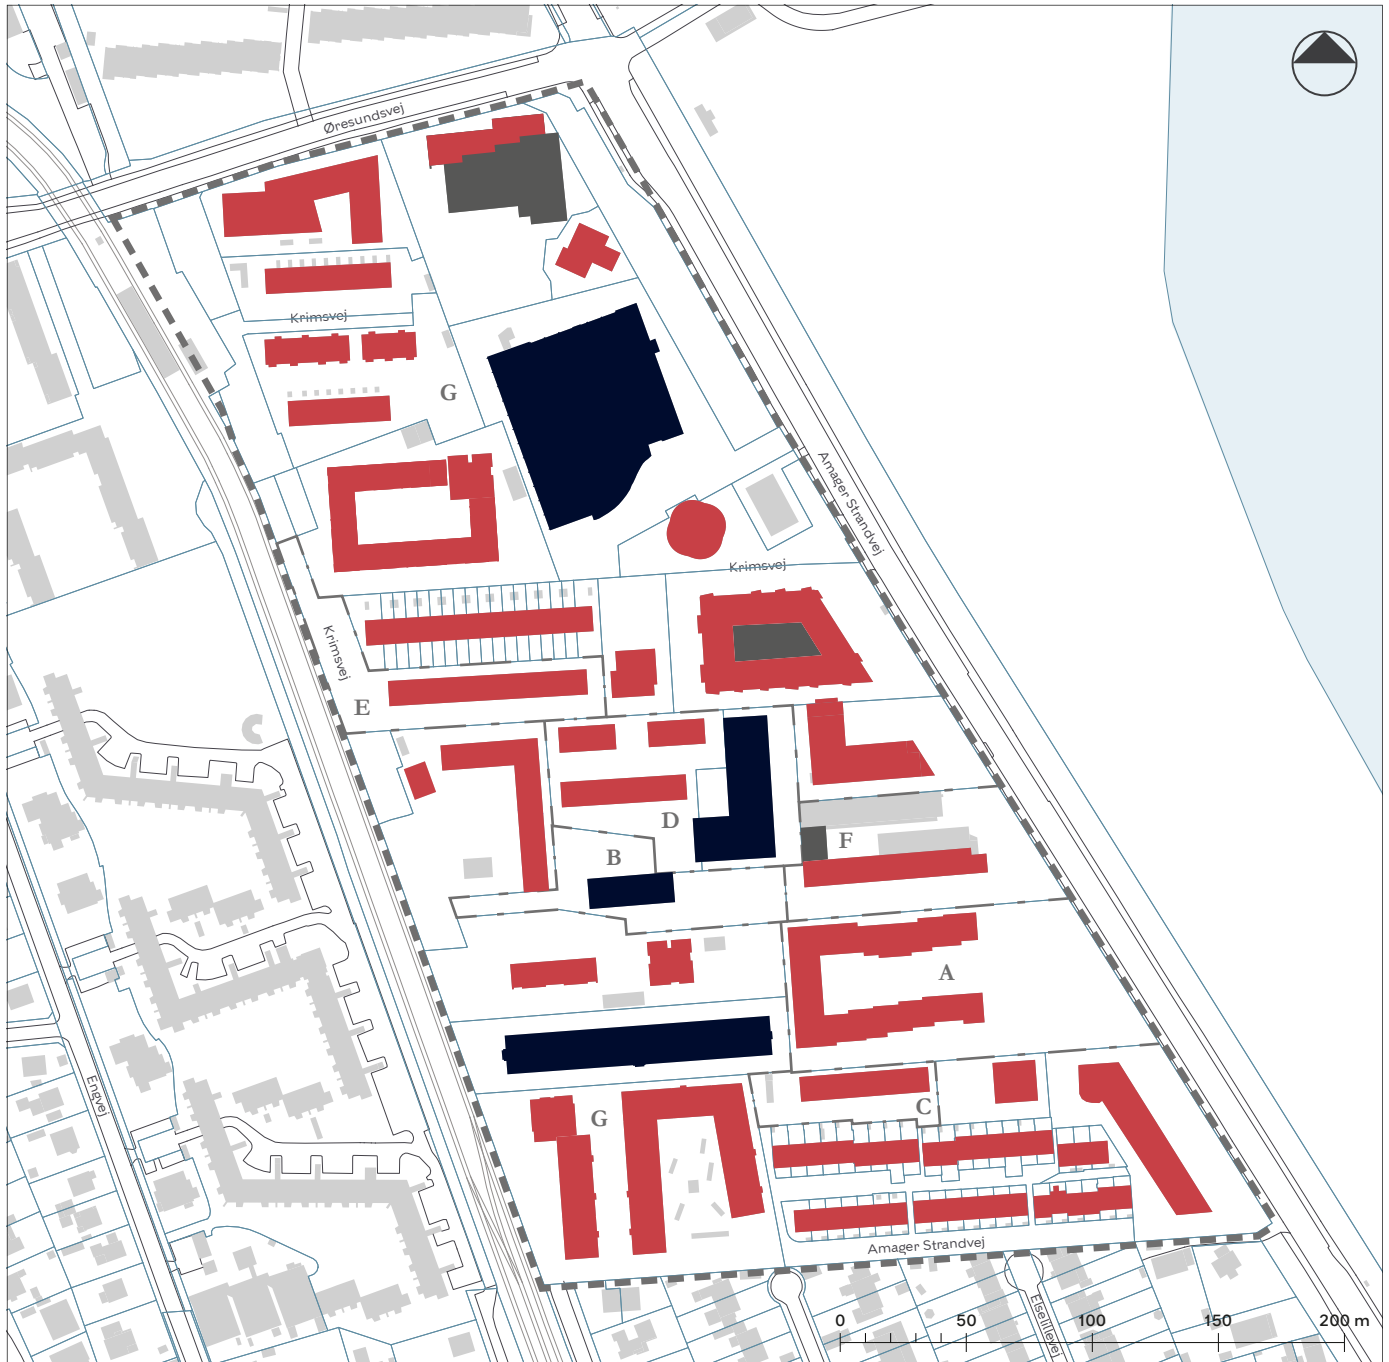 Øresundsvej
Krimsvej
G
Amager Strandvej
Krimsvej
Krimsvej
E
D
B
F
A
Engvej
G
C
Amager Strandvej
Elselillevej
0 50 100 150 200 m